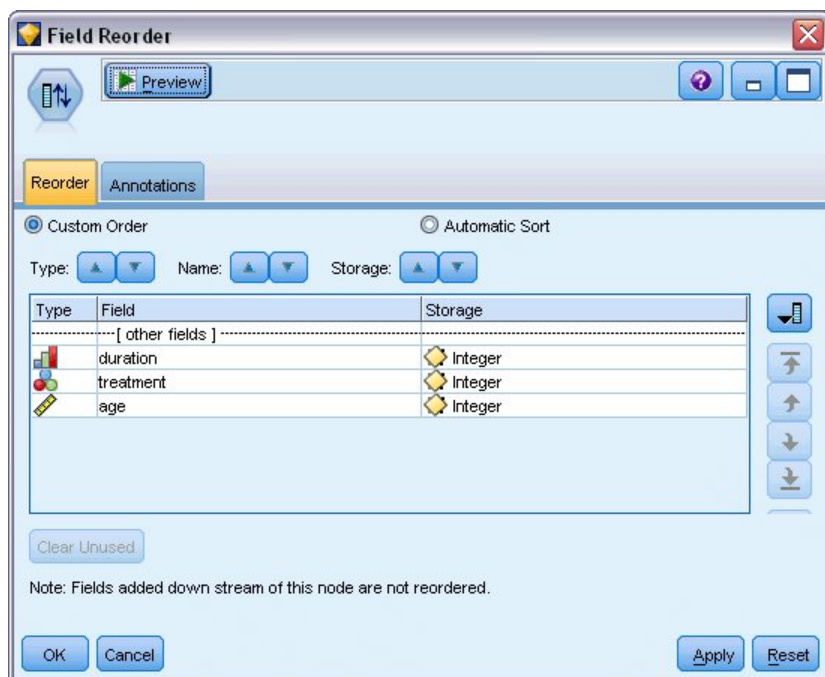 Field Reorder
Preview
Reorder Annotations
Custom Order Automatic Sort
Type: Name: Storage:
Type Field Storage
[ other fields ]
duration Integer
treatment Integer
age Integer
Clear Unused
Note: Fields added down stream of this node are not reordered.
OK Cancel Apply Reset